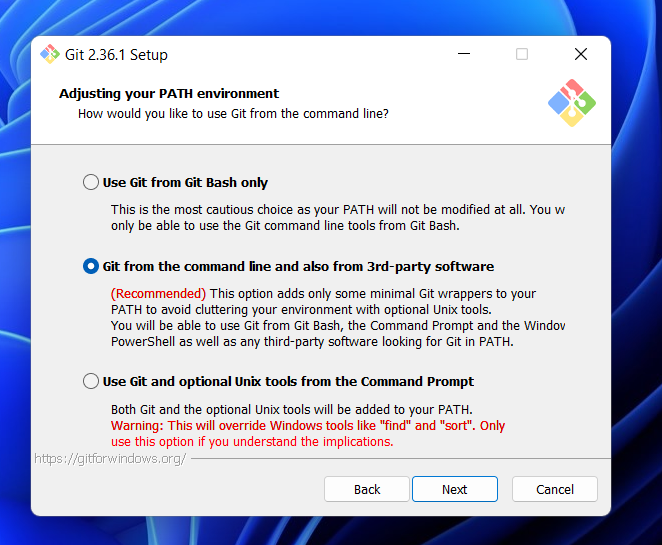 Git 2.36.1 Setup
Adjusting your PATH environment
How would you like to use Git from the command line?
Use Git from Git Bash only
This is the most cautious choice as your PATH will not be modified at all. You w
only be able to use the Git command line tools from Git Bash.
Git from the command line and also from 3rd-party software
(Recommended) This option adds only some minimal Git wrappers to your
PATH to avoid cluttering your environment with optional Unix tools.
You will be able to use Git from Git Bash, the Command Prompt and the Window
PowerShell as well as any third-party software looking for Git in PATH.
Use Git and optional Unix tools from the Command Prompt
Both Git and the optional Unix tools will be added to your PATH.
Warning: This will override Windows tools like "find" and "sort". Only
use this option if you understand the implications.
https://gitforwindows.org/
Back Next Cancel